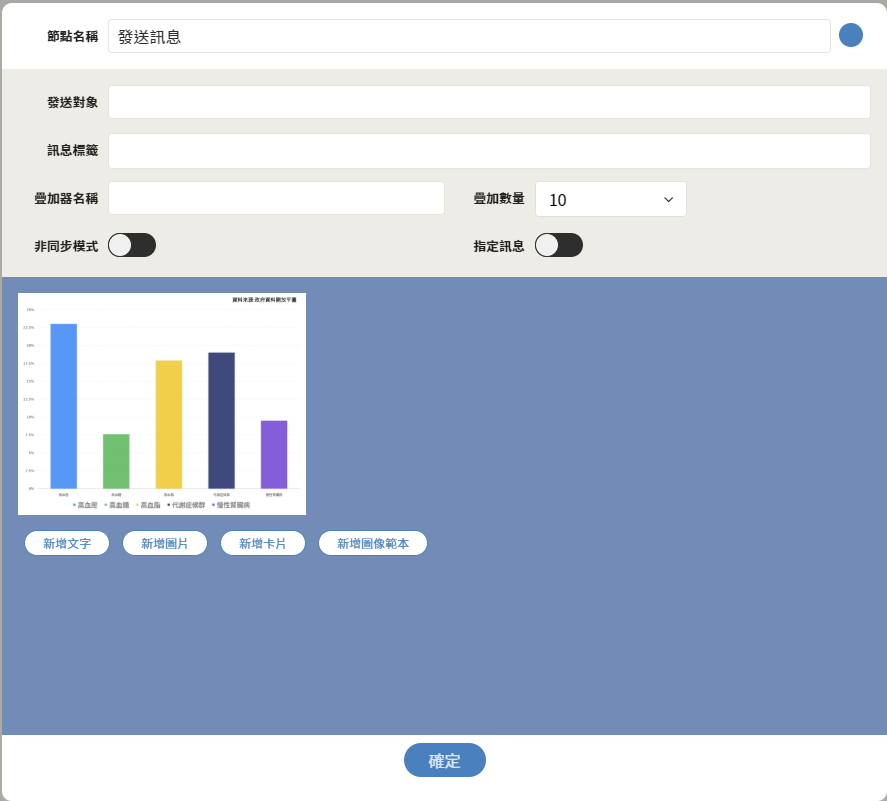 節點名稱 發送訊息
發送對象
訊息標籤
疊加器名稱 疊加數量 10
非同步模式 指定訊息
資料來源:政府資料開放平臺
25%
22.5%
20%
17.5%
15%
12.5%
10%
7.5%
5%
2.5%
0%
高血壓 高血糖 高血脂 代謝症候群 慢性腎臟病
高血壓 高血糖 高血脂 代謝症候群 慢性腎臟病
新增文字 新增圖片 新增卡片 新增圖像範本
確定